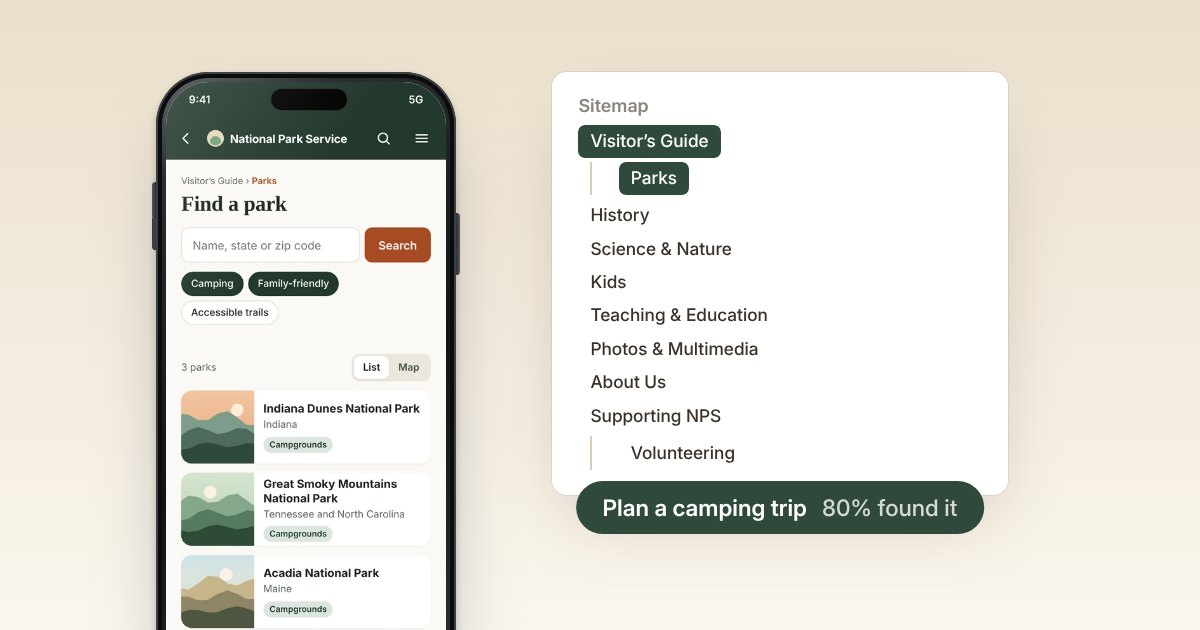 9:41
5G
National Park Service
Visitor's Guide › Parks
Find a park
Name, state or zip code
Search
Camping
Family-friendly
Accessible trails
3 parks
List
Map
Indiana Dunes National Park
Indiana
Campgrounds
Great Smoky Mountains
National Park
Tennessee and North Carolina
Campgrounds
Acadia National Park
Maine
Campgrounds
Sitemap
Visitor’s Guide
Parks
History
Science & Nature
Kids
Teaching & Education
Photos & Multimedia
About Us
Supporting NPS
Volunteering
Plan a camping trip 80% found it